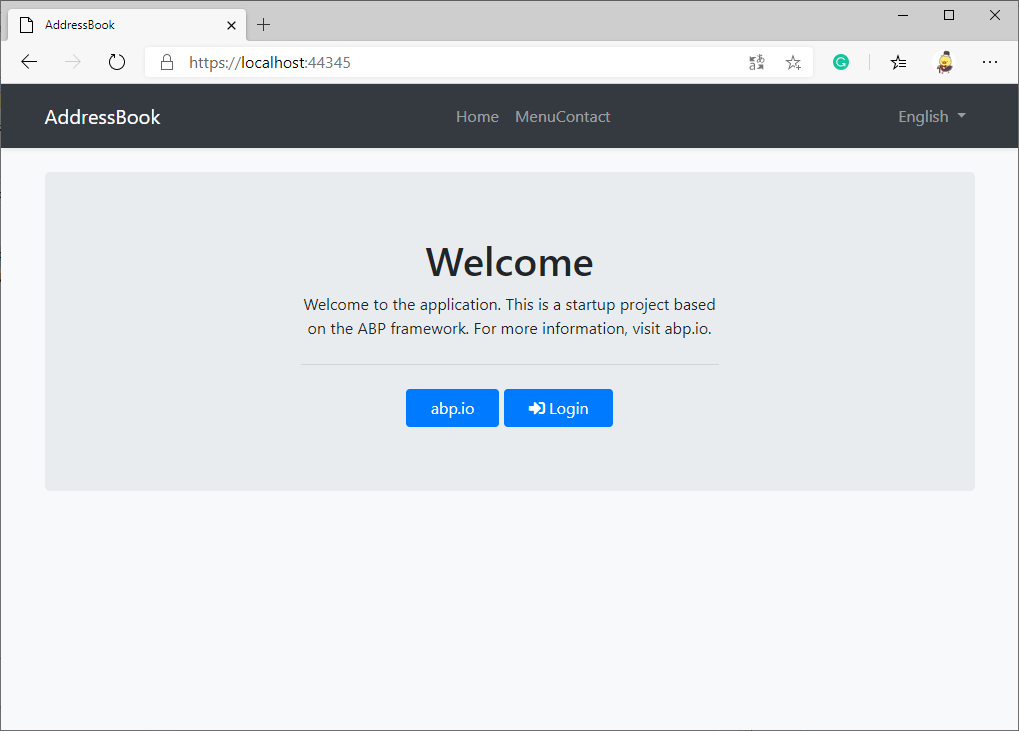 AddressBook
https://localhost:44345
AddressBook
Home MenuContact
English
Welcome
Welcome to the application. This is a startup project based
on the ABP framework. For more information, visit abp.io.
abp.io
Login